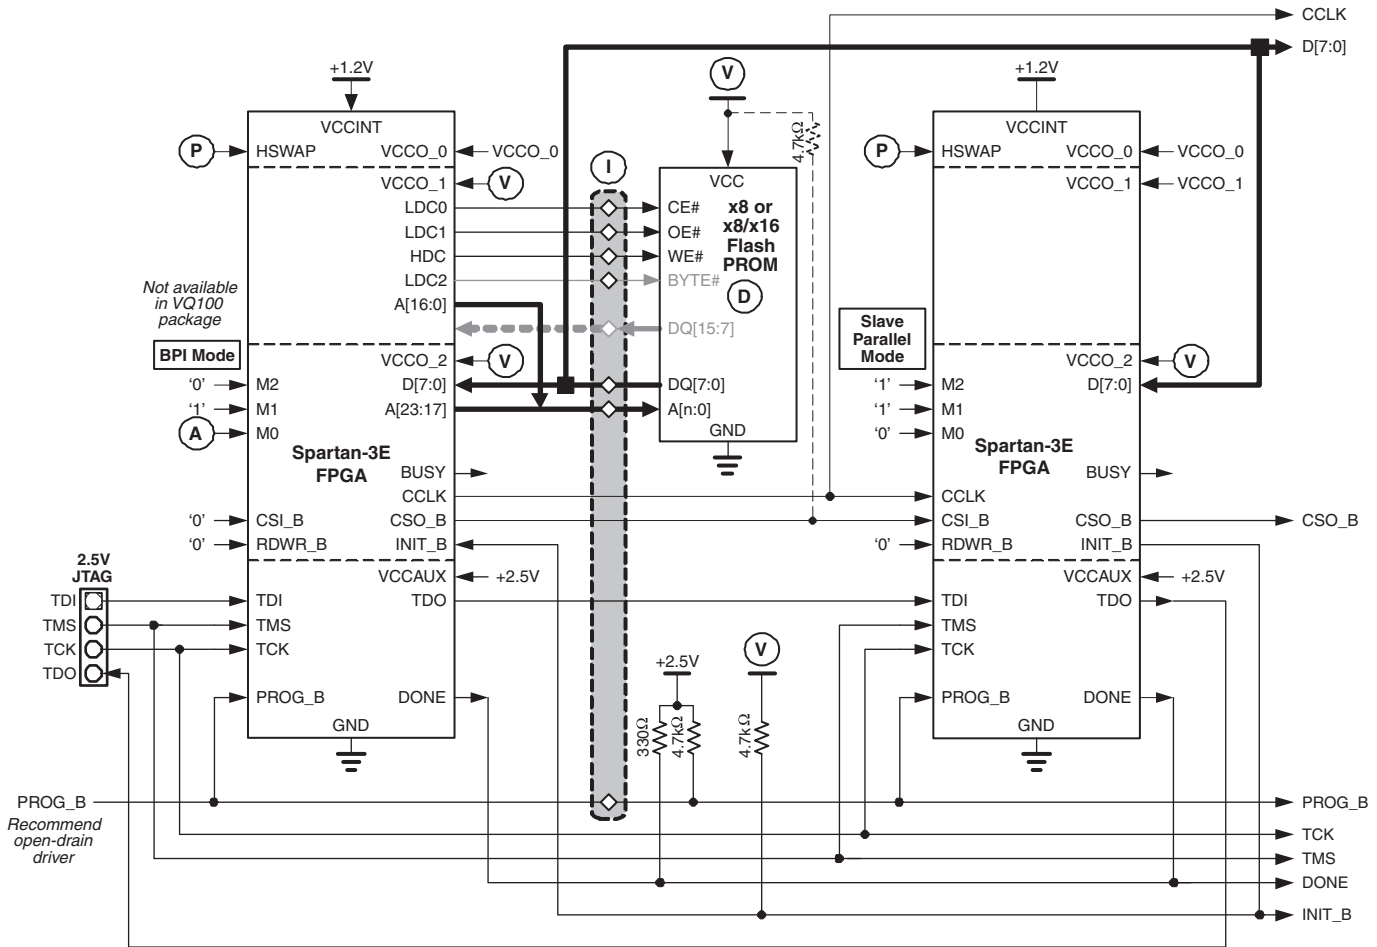 CCLK
D[7:0]
+1.2V
V
+1.2V
4.7kΩ
VCCINT
P
HSWAP
VCCO_0
VCCO_0
I
VCCO_1
V
LDC0
LDC1
HDC
LDC2
A[16:0]
Not available
in VQ100
package
BPI Mode
VCCO_2
V
'0'
M2
D[7:0]
'1'
M1
A[23:17]
A
M0
Spartan-3E
FPGA
BUSY
CCLK
'0'
CSI_B
CSO_B
'0'
RDWR_B
INIT_B
VCCAUX
+2.5V
2.5V
JTAG
TDI
TMS
TCK
TDO
TDI
TDO
TMS
TCK
PROG_B
DONE
GND
VCC
CE#
x8 or
x8/x16
Flash
PROM
OE#
WE#
BYTE#
D
DQ[15:7]
DQ[7:0]
A[n:0]
GND
VCCINT
P
HSWAP
VCCO_0
VCCO_0
VCCO_1
VCCO_1
Slave
Parallel
Mode
VCCO_2
V
'1'
M2
D[7:0]
'1'
M1
'0'
M0
Spartan-3E
FPGA
BUSY
CCLK
CSI_B
CSO_B
CSO_B
'0'
RDWR_B
INIT_B
VCCAUX
+2.5V
TDI
TDO
TMS
TCK
PROG_B
DONE
GND
+2.5V
V
330Ω
4.7kΩ
4.7kΩ
PROG_B
PROG_B
Recommend
open-drain
driver
TCK
TMS
DONE
INIT_B